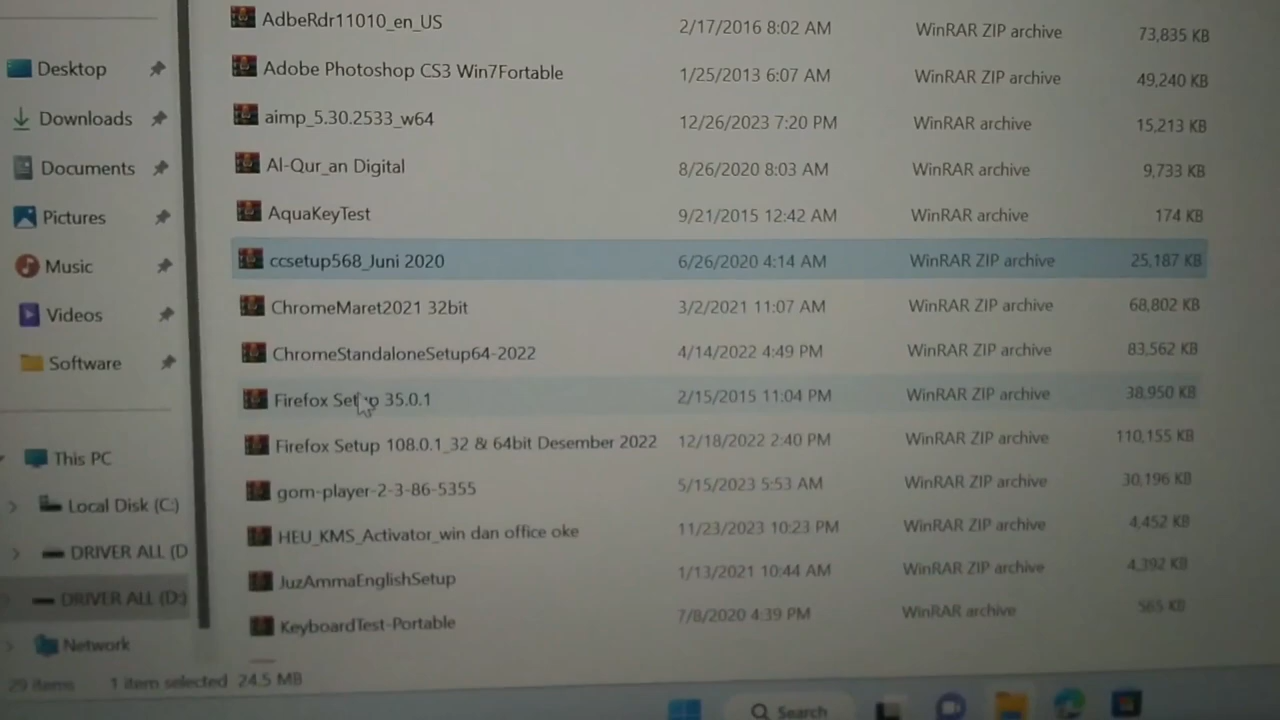 AdbeRdr11010_en_US 2/17/2016 8:02 AM WinRAR ZIP archive 73,835 KB
Desktop
Adobe Photoshop CS3 Win7Fortable 1/25/2013 6:07 AM WinRAR ZIP archive 49,240 KB
Downloads
aimp_5.30.2533_w64 12/26/2023 7:20 PM WinRAR archive 15,213 KB
Documents
Al-Qur_an Digital 8/26/2020 8:03 AM WinRAR archive 9,733 KB
Pictures
AquaKeyTest 9/21/2015 12:42 AM WinRAR archive 174 KB
Music
ccsetup568_Juni 2020 6/26/2020 4:14 AM WinRAR ZIP archive 25,187 KB
Videos
ChromeMaret2021 32bit 3/2/2021 11:07 AM WinRAR ZIP archive 68,802 KB
Software
ChromeStandaloneSetup64-2022 4/14/2022 4:49 PM WinRAR ZIP archive 83,562 KB
Firefox Setup 35.0.1 2/15/2015 11:04 PM WinRAR ZIP archive 38,950 KB
This PC
Firefox Setup 108.0.1_32 & 64bit Desember 2022 12/18/2022 2:40 PM WinRAR ZIP archive 110,155 KB
Local Disk (C:)
gom-player-2-3-86-5355 5/15/2023 5:53 AM WinRAR ZIP archive 30,196 KB
DRIVER ALL (D
HEU_KMS_Activator_win dan office oke 11/23/2023 10:23 PM WinRAR ZIP archive 4,452 KB
DRIVER ALL (D:)
JuzAmmaEnglishSetup 1/13/2021 10:44 AM WinRAR ZIP archive 4,392 KB
Network
KeyboardTest-Portable 7/8/2020 4:39 PM WinRAR archive 565 KB
29 items 1 item selected 24.5 MB
Search